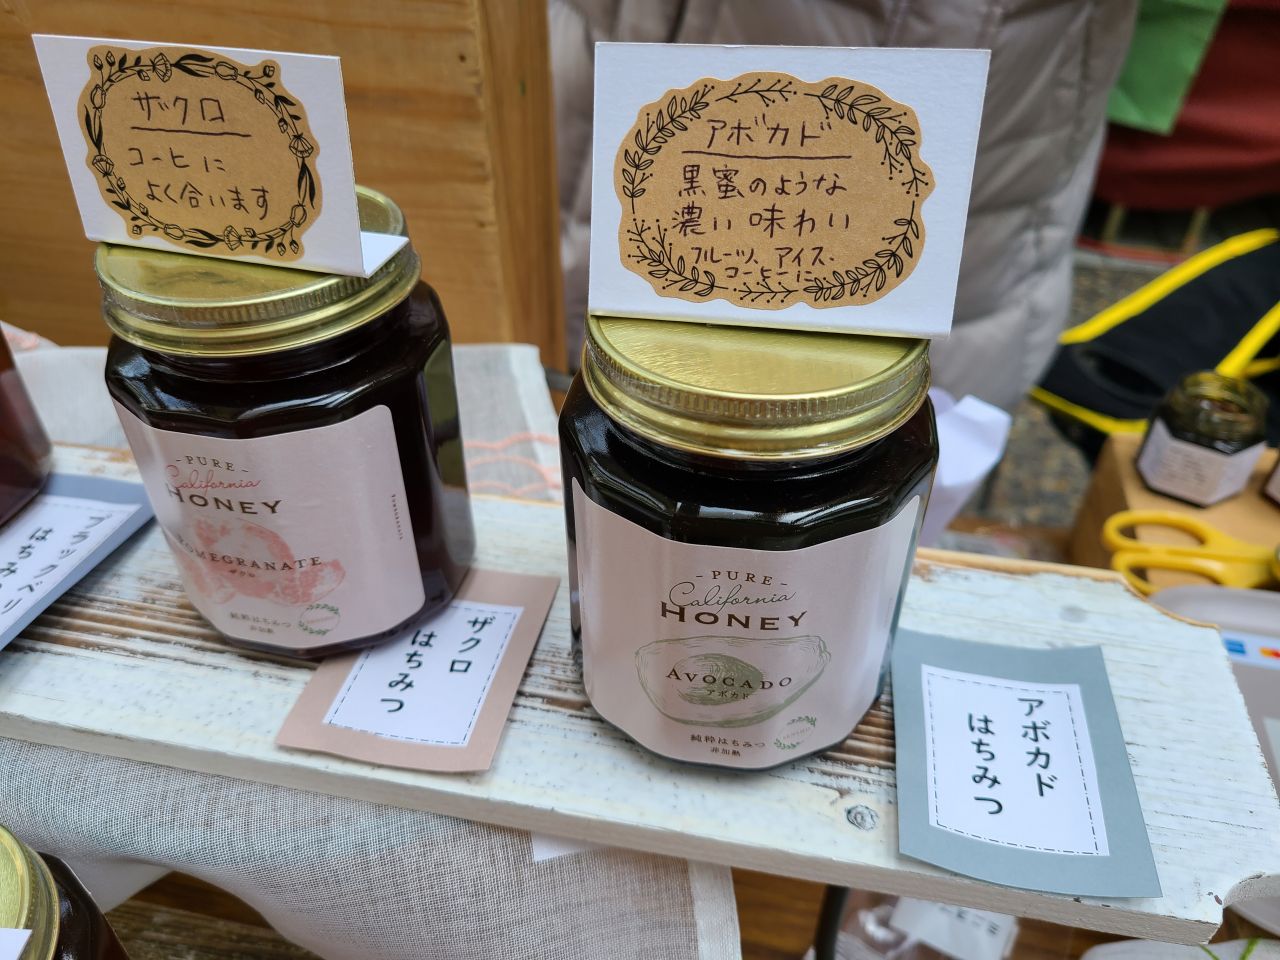 ザクロ
コーヒに
よく合います
アボカド
黒蜜のような
濃い味わい
フルーツ、アイス、
コーヒーに
- PURE -
California
HONEY
POMEGRANATE
ザクロ
純粋はちみつ
非加熱
- PURE -
California
HONEY
AVOCADO
アボカド
純粋はちみつ
非加熱
ブラックベリ
はちみ
ザクロ
はちみつ
アボカド
はちみつ